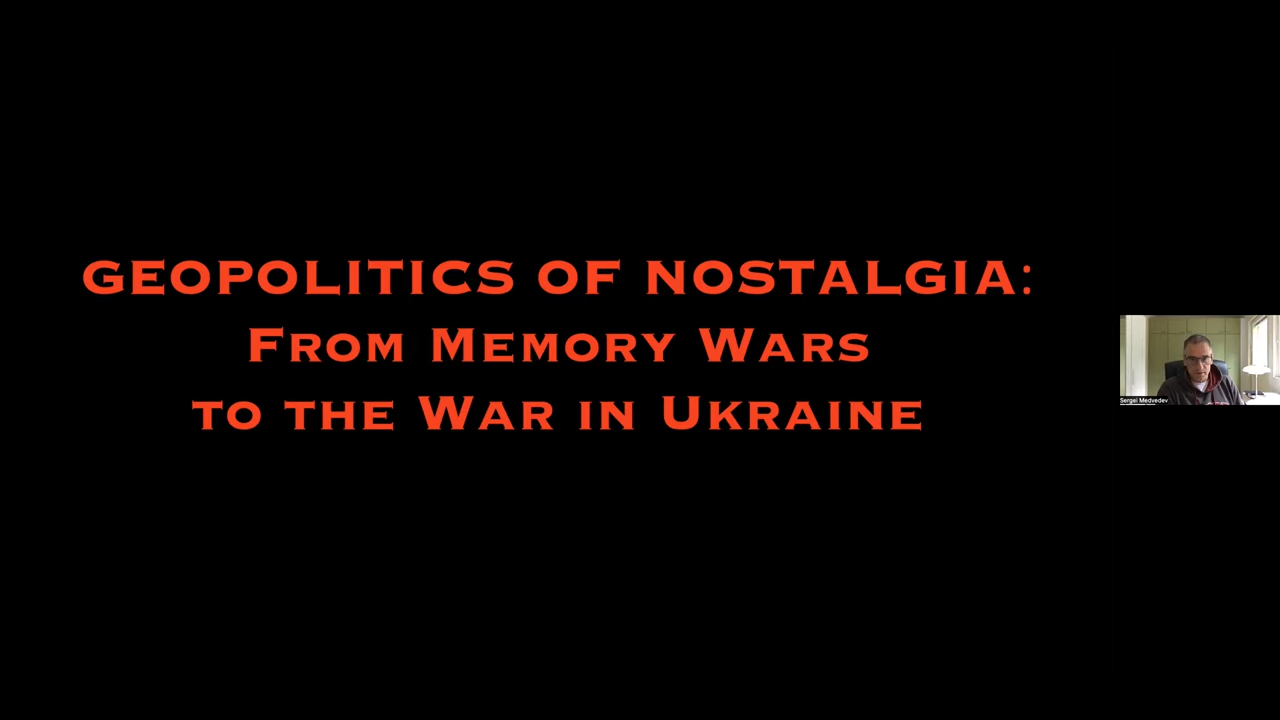 GEOPOLITICS OF NOSTALGIA:
FROM MEMORY WARS
TO THE WAR IN UKRAINE
Sergei Medvedev